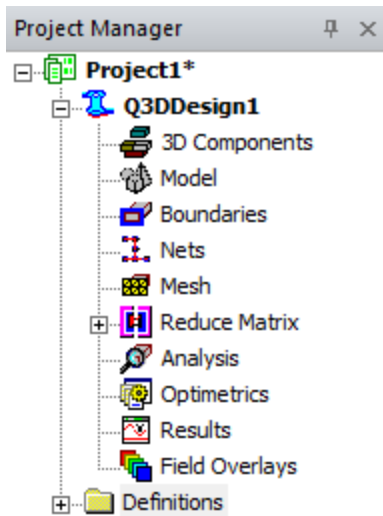 Project Manager
Project1*
Q3DDesign1
3D Components
Model
Boundaries
Nets
Mesh
Reduce Matrix
Analysis
Optimetrics
Results
Field Overlays
Definitions